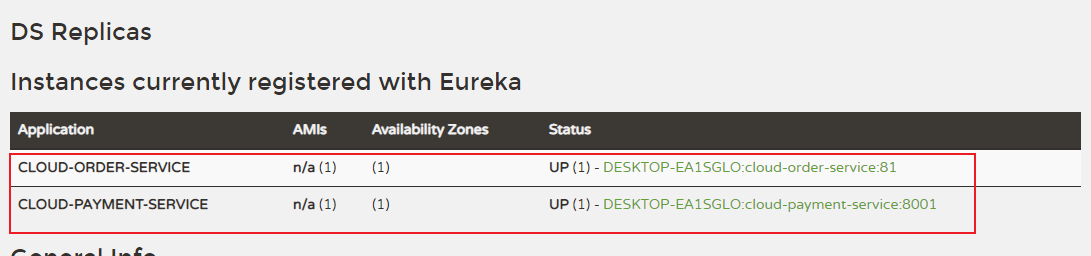 DS Replicas
Instances currently registered with Eureka
Application AMIs Availability Zones Status
CLOUD-ORDER-SERVICE n/a (1) (1) UP (1) - DESKTOP-EA1SGLO:cloud-order-service:81
CLOUD-PAYMENT-SERVICE n/a (1) (1) UP (1) - DESKTOP-EA1SGLO:cloud-payment-service:8001
General Info